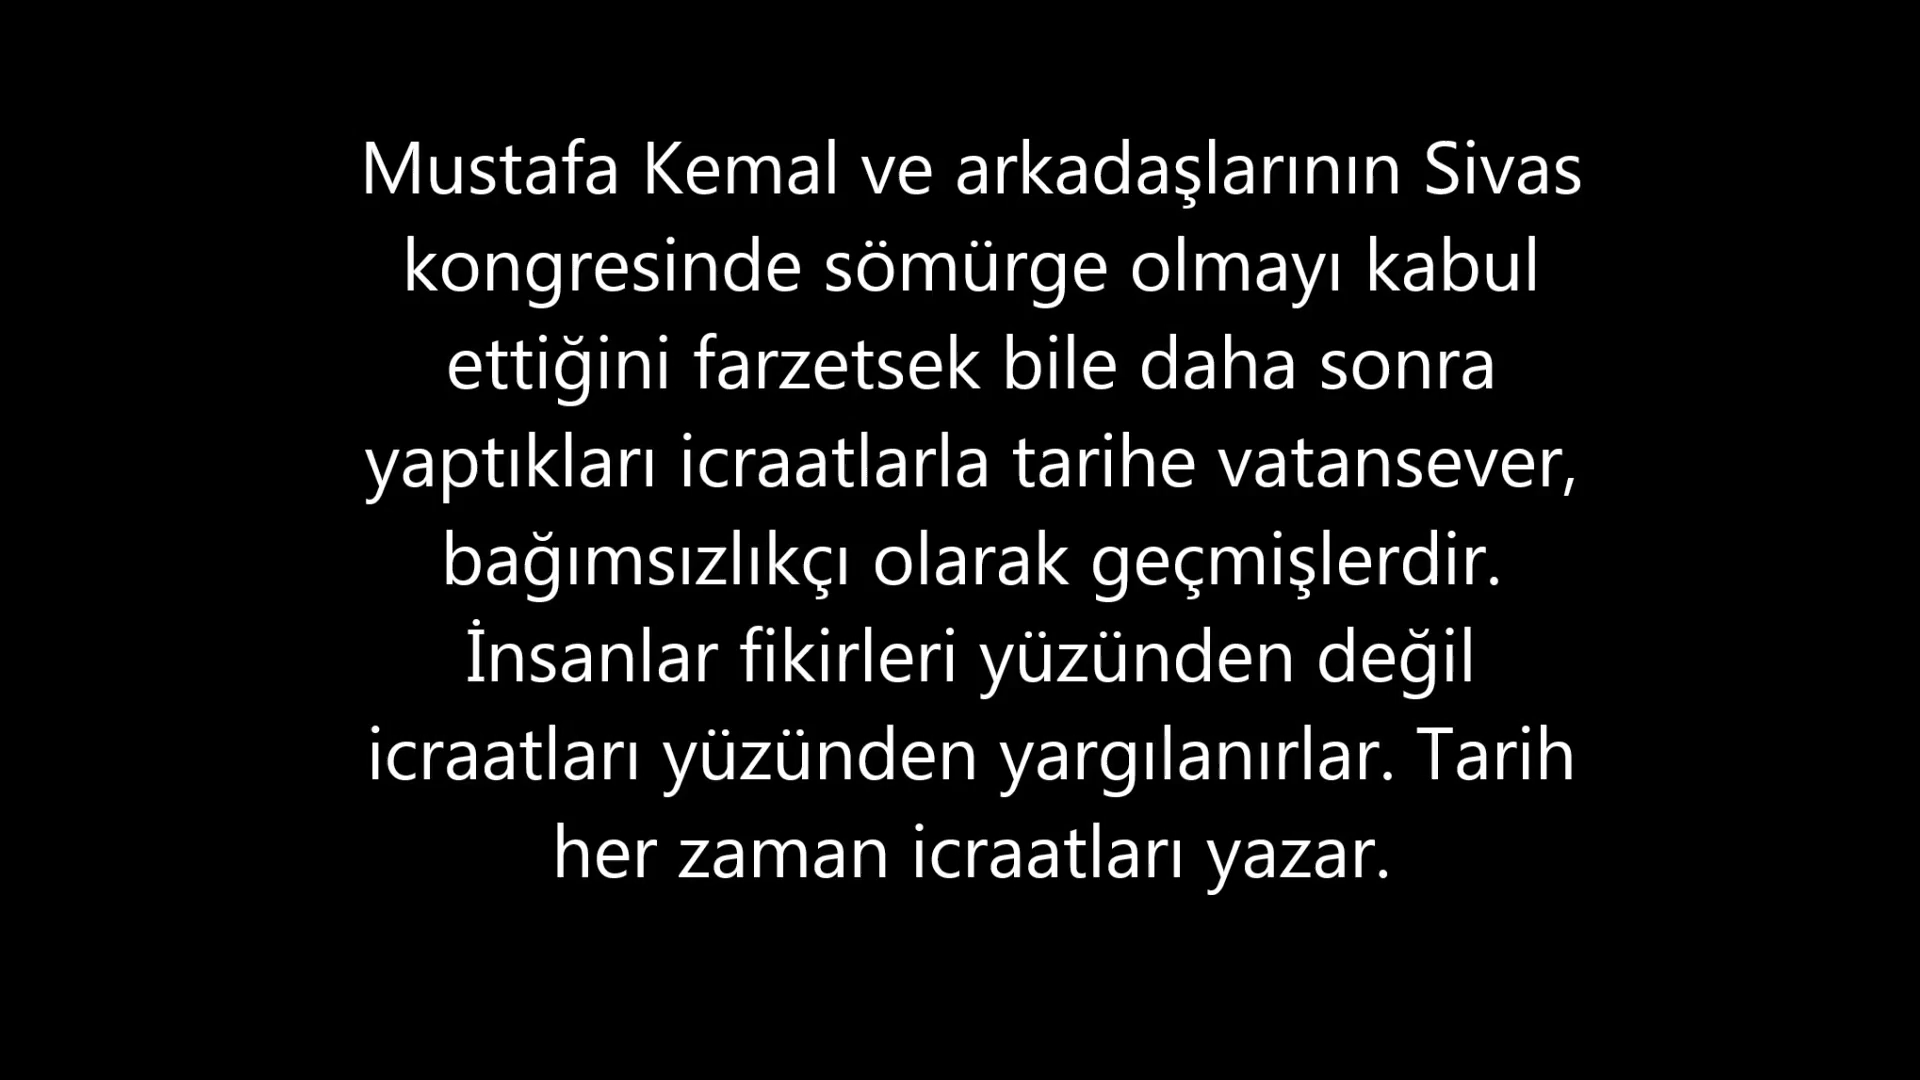 Mustafa Kemal ve arkadaşlarının Sivas
kongresinde sömürge olmayı kabul
ettiğini farzetsek bile daha sonra
yaptıkları icraatlarla tarihe vatansever,
bağımsızlıkçı olarak geçmişlerdir.
İnsanlar fikirleri yüzünden değil
icraatları yüzünden yargılanırlar. Tarih
her zaman icraatları yazar.